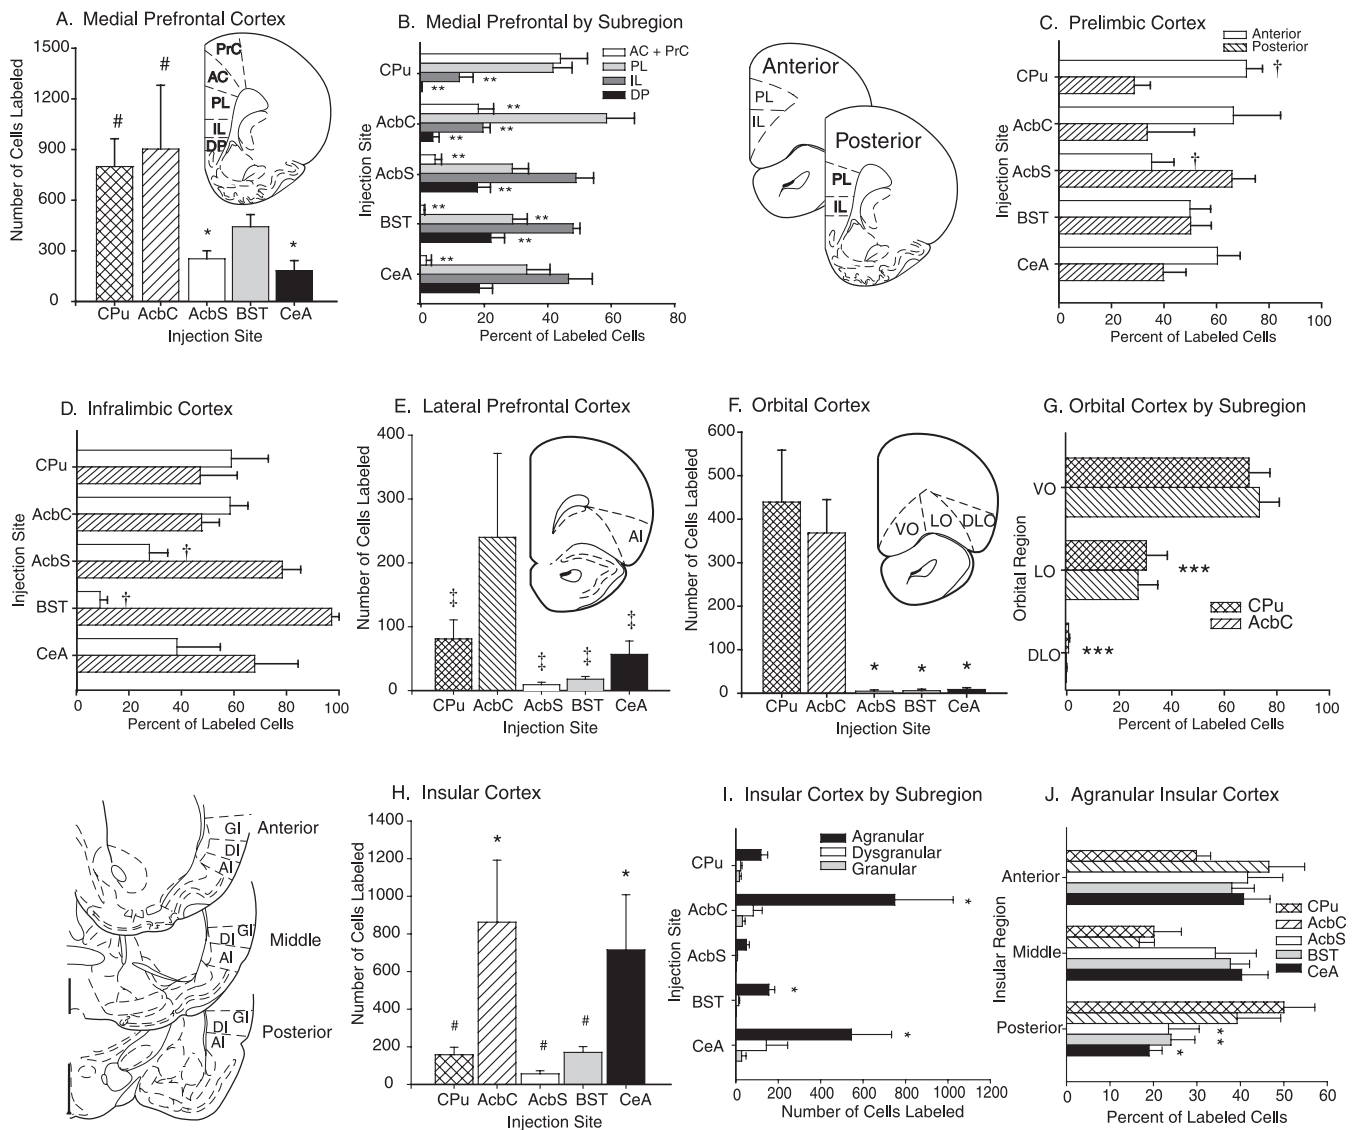 A. Medial Prefrontal Cortex
Number of Cells Labeled
1500
1200
900
600
300
0
#
#
*
*
PrC
AC
PL
IL
DP
CPu AcbC AcbS BST CeA
Injection Site
B. Medial Prefrontal by Subregion
AC + PrC
PL
IL
DP
Injection Site
CPu
**
AcbC
**
**
**
AcbS
**
**
BST
**
**
**
CeA
**
0 20 40 60 80
Percent of Labeled Cells
Anterior
PL
IL
Posterior
PL
IL
C. Prelimbic Cortex
Anterior
Posterior
Injection Site
CPu
†
AcbC
AcbS
†
BST
CeA
0 20 40 60 80 100
Percent of Labeled Cells
D. Infralimbic Cortex
Injection Site
CPu
AcbC
AcbS
†
BST
†
CeA
0 20 40 60 80 100
Percent of Labeled Cells
E. Lateral Prefrontal Cortex
Number of Cells Labeled
400
300
200
100
0
AI
‡
‡
‡
‡
CPu AcbC AcbS BST CeA
Injection Site
F. Orbital Cortex
Number of Cells Labeled
600
500
400
300
200
100
0
VO LO DLO
* * *
CPu AcbC AcbS BST CeA
Injection Site
G. Orbital Cortex by Subregion
Orbital Region
VO
LO
***
DLO
***
CPu
AcbC
0 20 40 60 80 100
Percent of Labeled Cells
GI Anterior
DI
AI
Middle
GI
DI
AI
Posterior
GI
DI
AI
H. Insular Cortex
Number of Cells Labeled
1400
1200
1000
800
600
400
200
0
#
*
#
#
*
CPu AcbC AcbS BST CeA
Injection Site
I. Insular Cortex by Subregion
Agranular
Dysgranular
Granular
Injection Site
CPu
AcbC
*
AcbS
BST
*
CeA
*
0 200 400 600 800 1000 1200
Number of Cells Labeled
J. Agranular Insular Cortex
Insular Region
Anterior
Middle
Posterior
*
*
*
CPu
AcbC
AcbS
BST
CeA
0 10 20 30 40 50 60
Percent of Labeled Cells